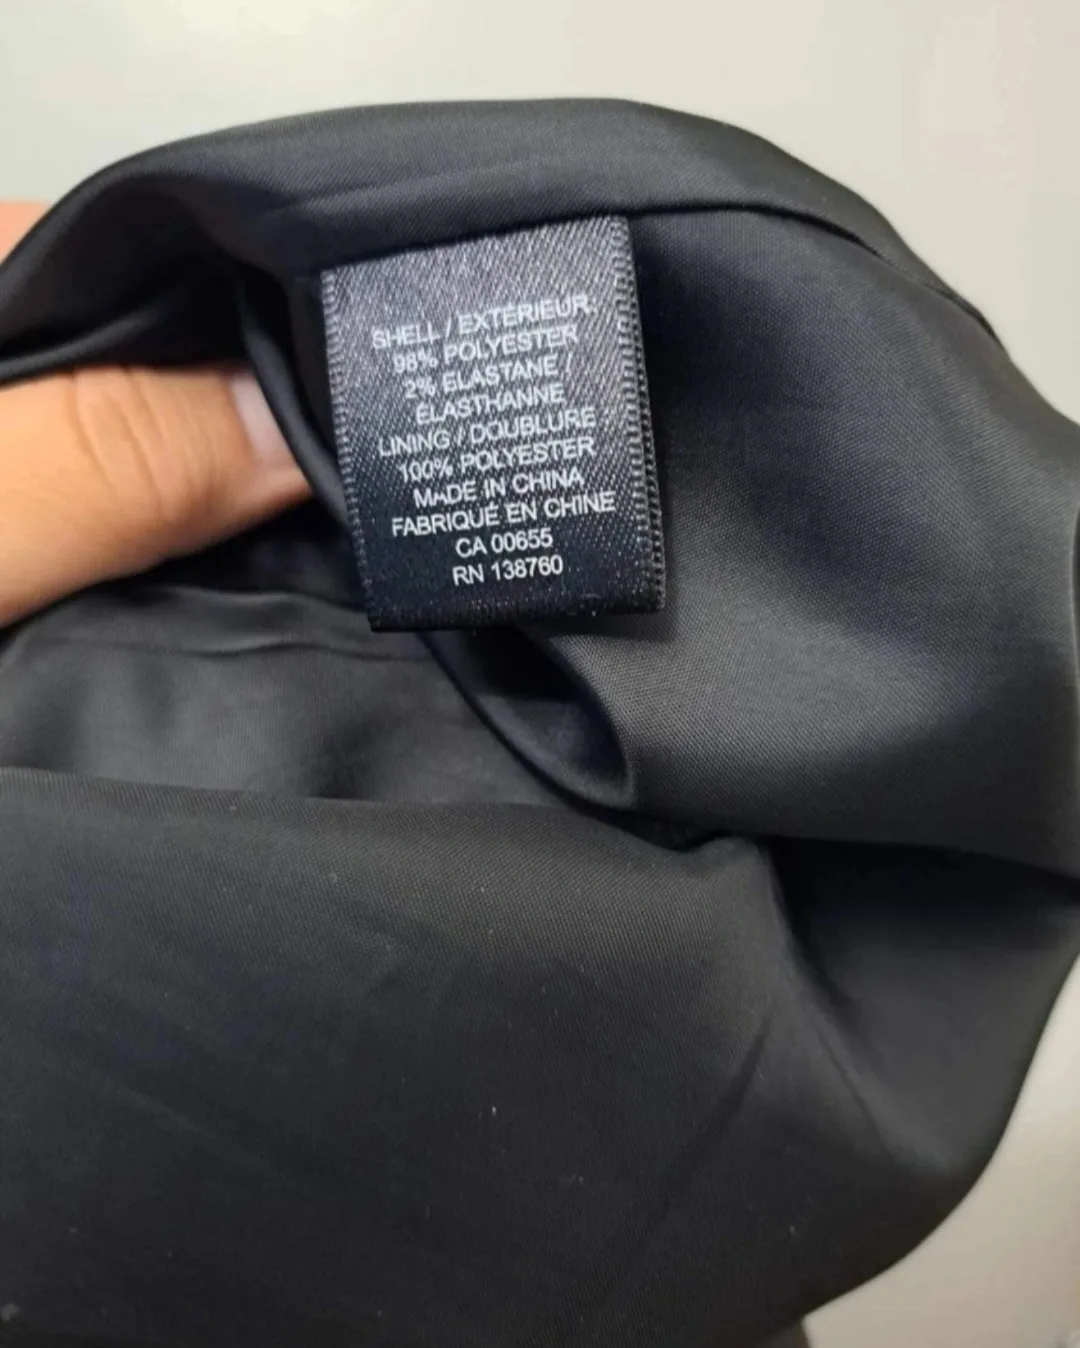 SHELL / EXTÉRIEUR:
98% POLYESTER
2% ELASTANE /
ÉLASTHANNE
LINING / DOUBLURE
100% POLYESTER
MADE IN CHINA
FABRIQUÉ EN CHINE
CA 00655
RN 138760